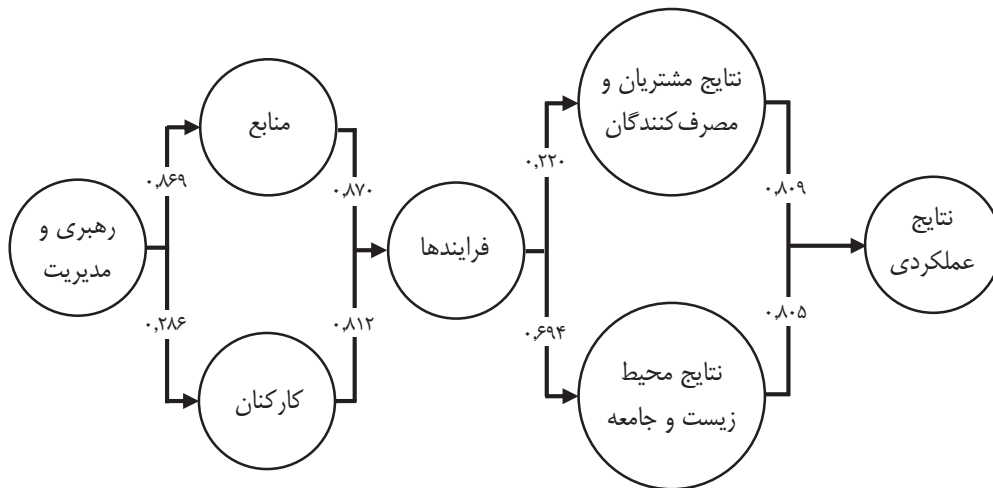 رهبری و
مدیریت
۰,۸۶۹
۰,۲۸۶
منابع
کارکنان
۰,۸۷۰
۰,۸۱۲
فرایندها
۰,۲۲۰
۰,۶۹۴
نتایج مشتریان و
مصرف‌کنندگان
نتایج محیط
زیست و جامعه
۰,۸۰۹
۰,۸۰۵
نتایج
عملکردی